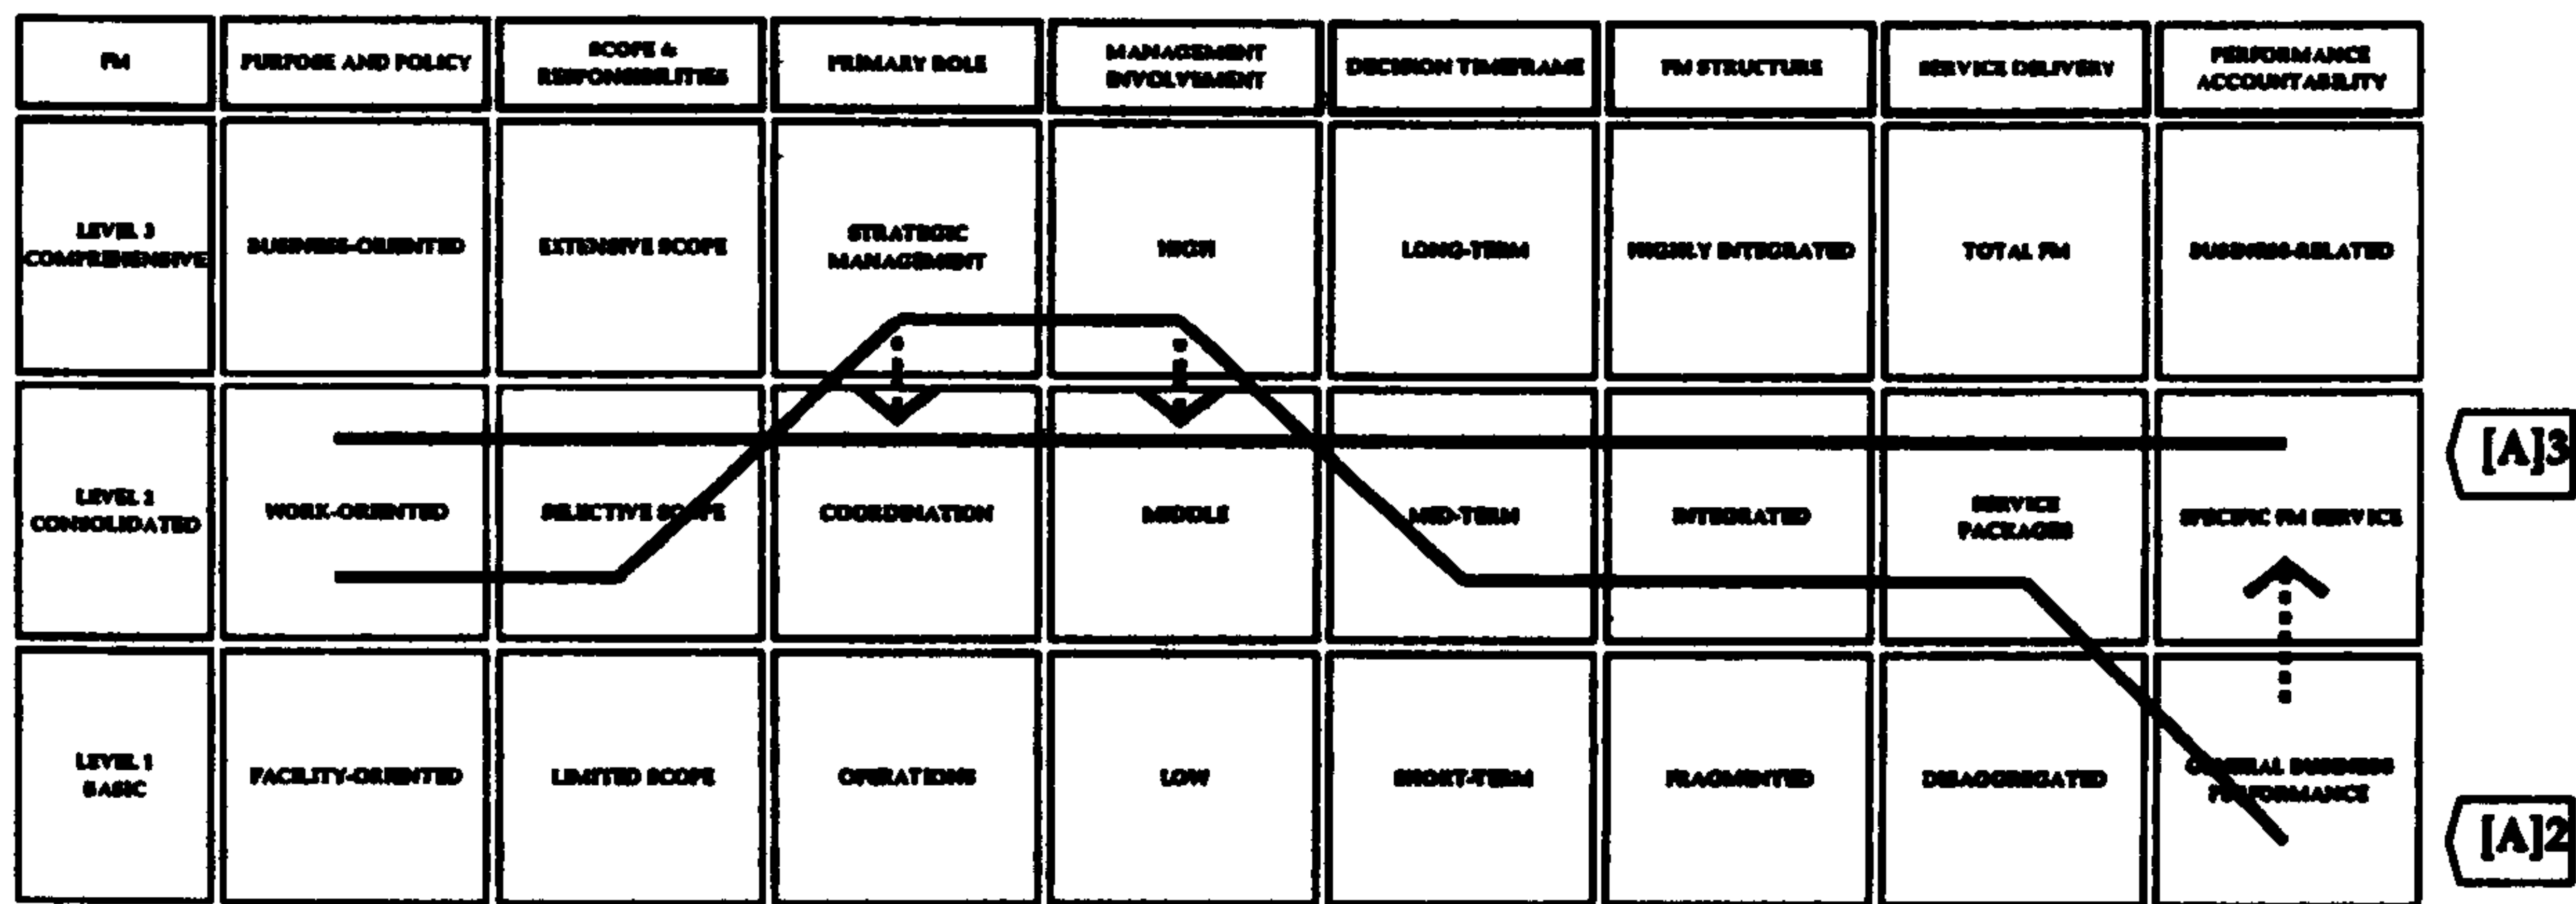 FM
PURPOSE AND POLICY
SCOPE &
RESPONSIBILITIES
PRIMARY ROLE
MANAGEMENT
INVOLVEMENT
DECISION TIMEFRAME
FM STRUCTURE
SERVICE DELIVERY
PERFORMANCE
ACCOUNTABILITY
LEVEL 3
COMPREHENSIVE
BUSINESS-ORIENTED
EXTENSIVE SCOPE
STRATEGIC
MANAGEMENT
HIGH
LONG-TERM
HIGHLY INTEGRATED
TOTAL FM
BUSINESS-RELATED
LEVEL 2
CONSOLIDATED
WORK-ORIENTED
SELECTIVE SCOPE
COORDINATION
MIDDLE
MID-TERM
INTEGRATED
SERVICE
PACKAGES
SPECIFIC FM SERVICE
[A]3
LEVEL 1
BASIC
FACILITY-ORIENTED
LIMITED SCOPE
OPERATIONS
LOW
SHORT-TERM
FRAGMENTED
DISAGGREGATED
GENERAL BUSINESS
PERFORMANCE
[A]2